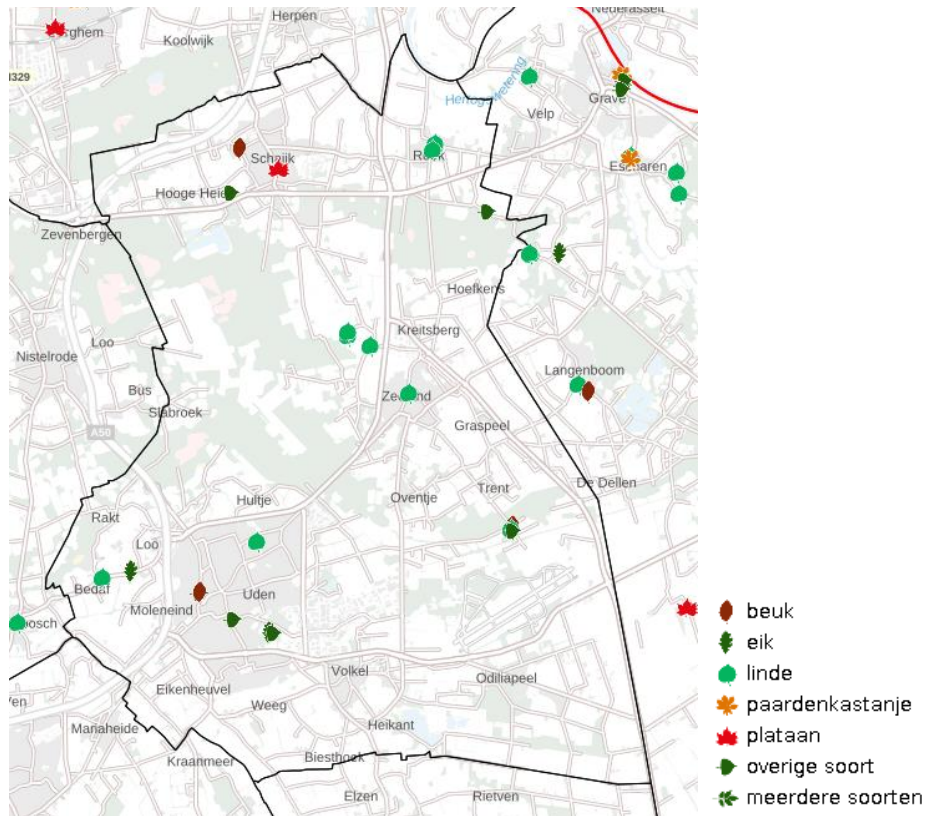 Nederasselt
Herpen
Koolwijk
Hertogswetering
Grave
Velp
Schaijk
Escharen
Hooge Heide
Zevenbergen
Hoefkens
Kreitsberg
Loo
Nistelrode
Langenboom
Bus
Zeeland
Slabroek
Graspeel
A50
De Dellen
Trent
Hultje
Oventje
Rakt
Loo
Bedaf
Uden
Moleneind
beuk
eik
linde
Volkel
Odiliapeel
Eikenheuvel
paardenkastanje
Weeg
Heikant
Mariaheide
plataan
Biesthoek
Kraanmeer
overige soort
Elzen
Rietven
meerdere soorten